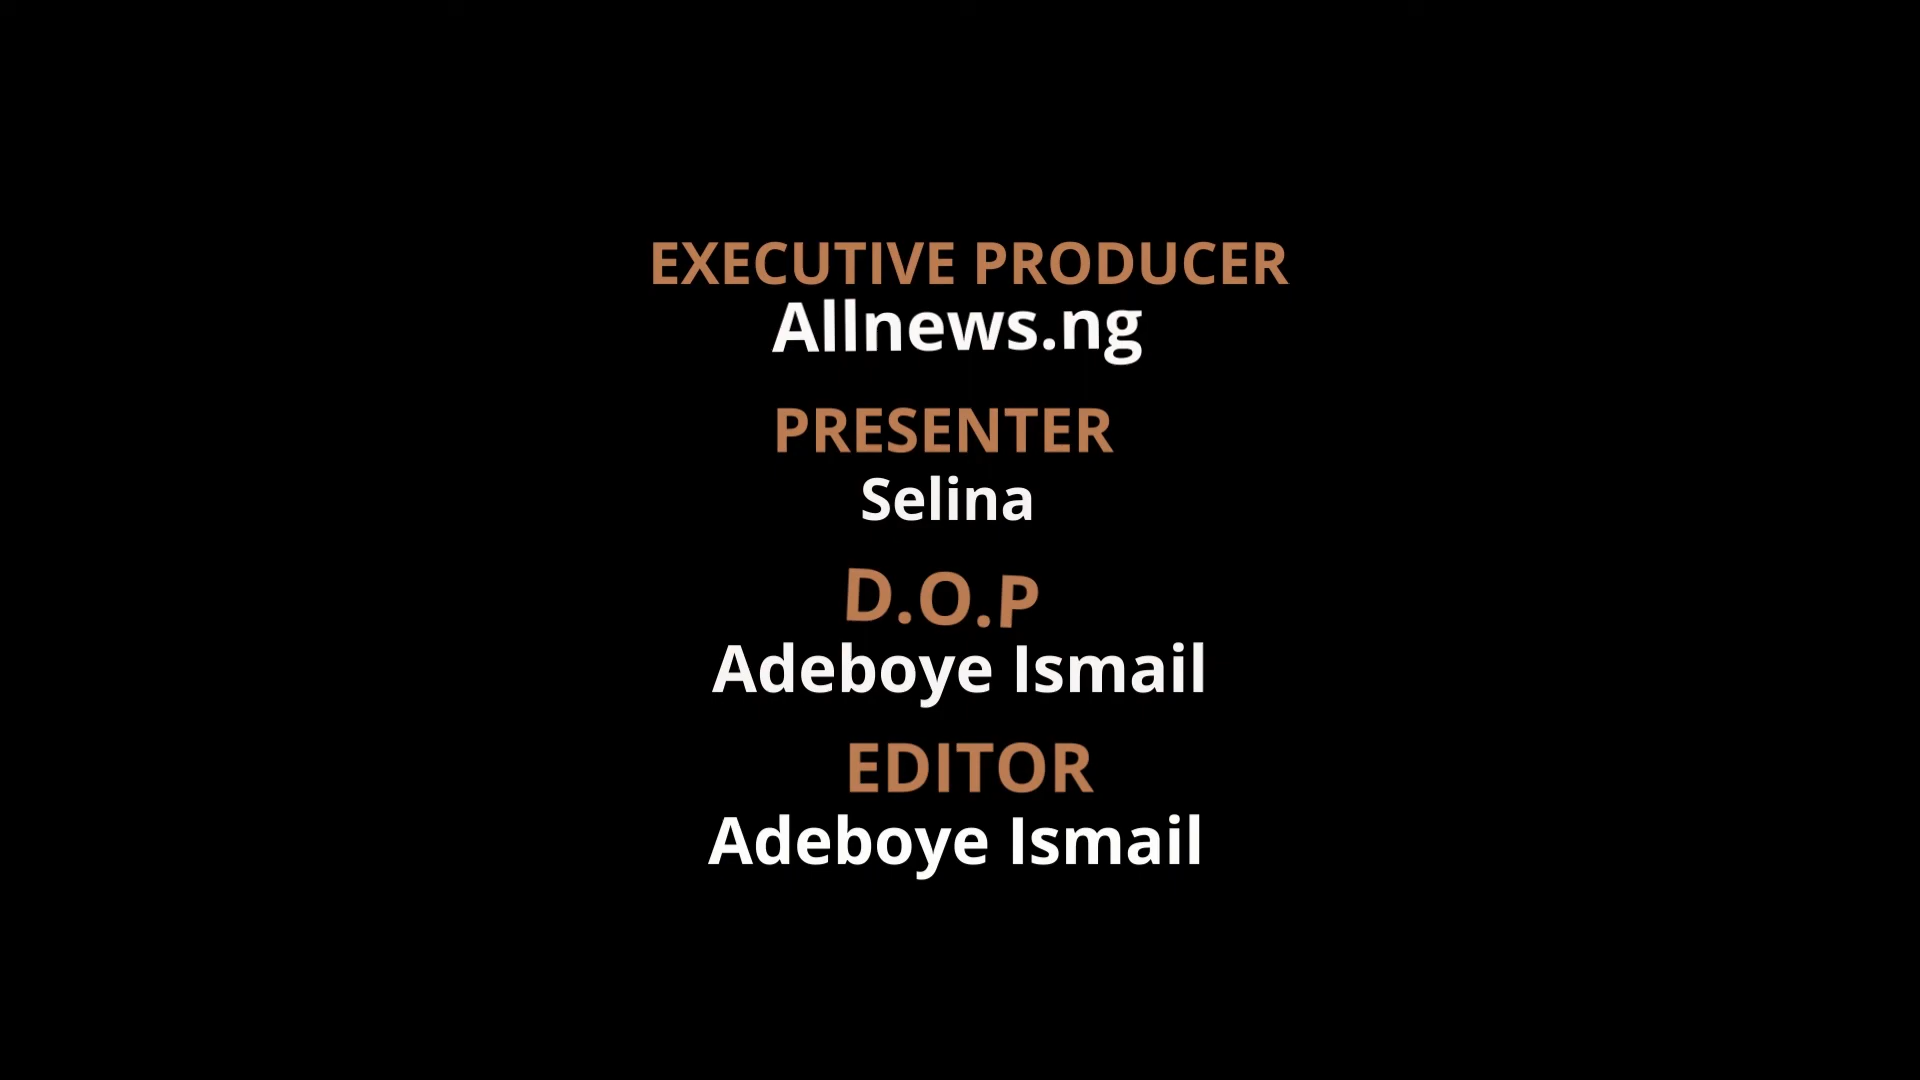 EXECUTIVE PRODUCER
Allnews.ng
PRESENTER
Selina
D.O.P
Adeboye Ismail
EDITOR
Adeboye Ismail